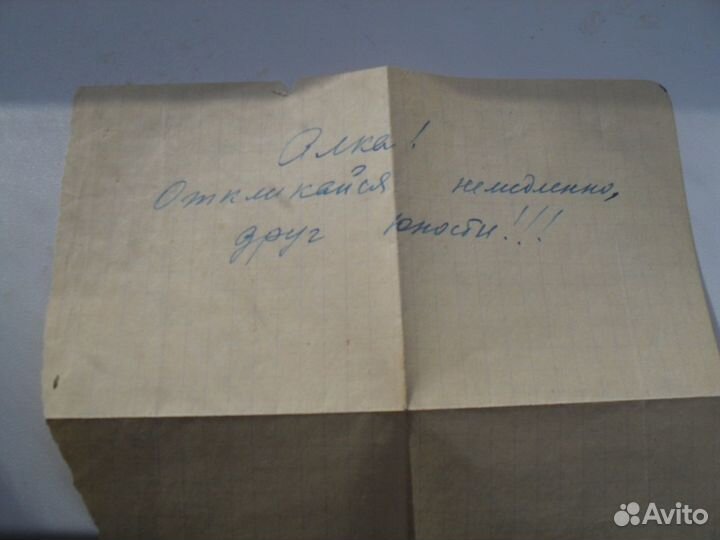 Алка!
Откликайся немедленно,
друг юности!!!
Avito